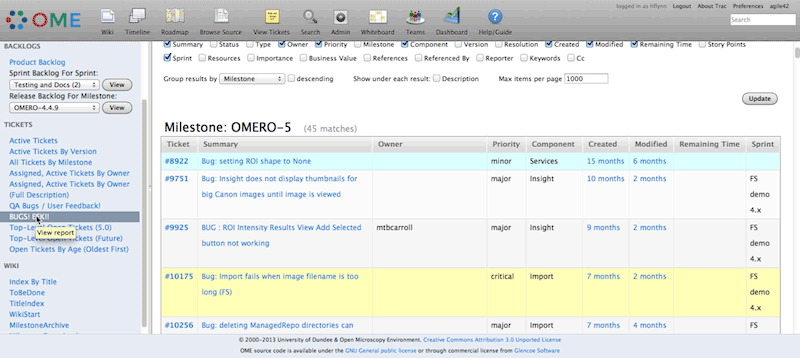 logged in as hflynn Logout About Trac Preferences agile42
OME
Wiki Timeline Roadmap Browse Source View Tickets Search Admin Whiteboard Teams Dashboard Help/Guide
Search
BACKLOGS
Product Backlog
Sprint Backlog For Sprint:
Testing and Docs (2) View
Release Backlog For Milestone:
OMERO-4.4.9 View
TICKETS
Active Tickets
Active Tickets By Version
All Tickets By Milestone
Assigned, Active Tickets By Owner
Assigned, Active Tickets By Owner
(Full Description)
QA Bugs / User Feedback!
BUGS! EEK!!
Top-Level Open Tickets (5.0)
View report
Top-Level Open Tickets (Future)
Open Tickets By Age (Oldest First)
WIKI
Index By Title
ToBeDone
TitleIndex
WikiStart
MilestoneArchive
Summary Status Type Owner Priority Milestone Component Version Resolution Created Modified Remaining Time Story Points
Sprint Resources Importance Business Value References Referenced By Reporter Keywords Cc
Group results by Milestone descending Show under each result: Description Max items per page 1000
Update
Milestone: OMERO-5 (45 matches)
Ticket Summary Owner Priority Component Created Modified Remaining Time Sprint
#8922 Bug: setting ROI shape to None minor Services 15 months 6 months
#9751 Bug: Insight does not display thumbnails for major Insight 10 months 2 months FS
big Canon images until image is viewed demo
4.x
#9925 BUG : ROI Intensity Results View Add Selected mtbcarroll major Insight 9 months 2 months FS
button not working demo
4.x
#10175 Bug: Import fails when image filename is too critical Import 7 months 2 months FS
long (FS) demo
4.x
#10256 Bug: deleting ManagedRepo directories can major Import 7 months 4 months FS
© 2000-2013 University of Dundee & Open Microscopy Environment. Creative Commons Attribution 3.0 Unported License
OME source code is available under the GNU General public license or through commercial license from Glencoe Software